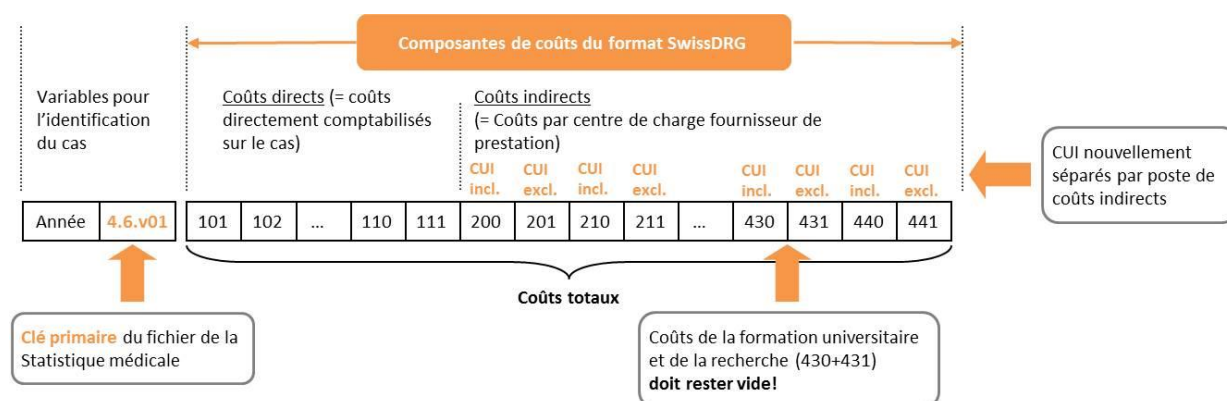 Composantes de coûts du format SwissDRG
Variables pour
l'identification
du cas
Coûts directs (= coûts
directement comptabilisés
sur le cas)
Coûts indirects
(= Coûts par centre de charge fournisseur de
prestation)
CUI nouvellement
séparés par poste de
coûts indirects
CUI incl. CUI excl. CUI incl. CUI excl. CUI incl. CUI excl. CUI incl. CUI excl.
Année 4.6.v01 101 102 ... 110 111 200 201 210 211 ... 430 431 440 441
Coûts totaux
Clé primaire du fichier de la
Statistique médicale
Coûts de la formation universitaire
et de la recherche (430+431)
doit rester vide!